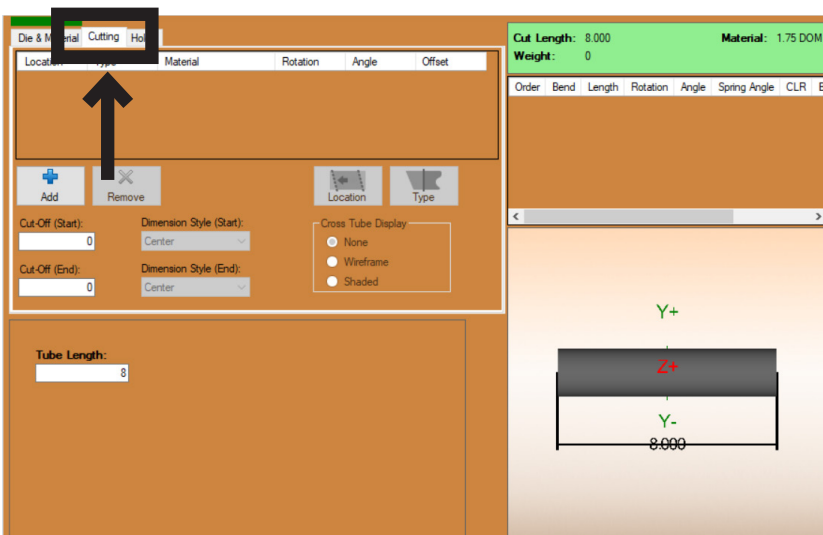 Die & Material Cutting
Location Type Material Rotation Angle Offset
Add Remove Location Type
Cut-Off (Start): Dimension Style (Start): Cross Tube Display
0 Center None
Wireframe
Cut-Off (End): Dimension Style (End):
0 Center Shaded
Tube Length:
8
Cut Length: 8.000 Material: 1.75 DOM
Weight: 0
Order Bend Length Rotation Angle Spring Angle CLR
Y+
Z+
Y-
8.000